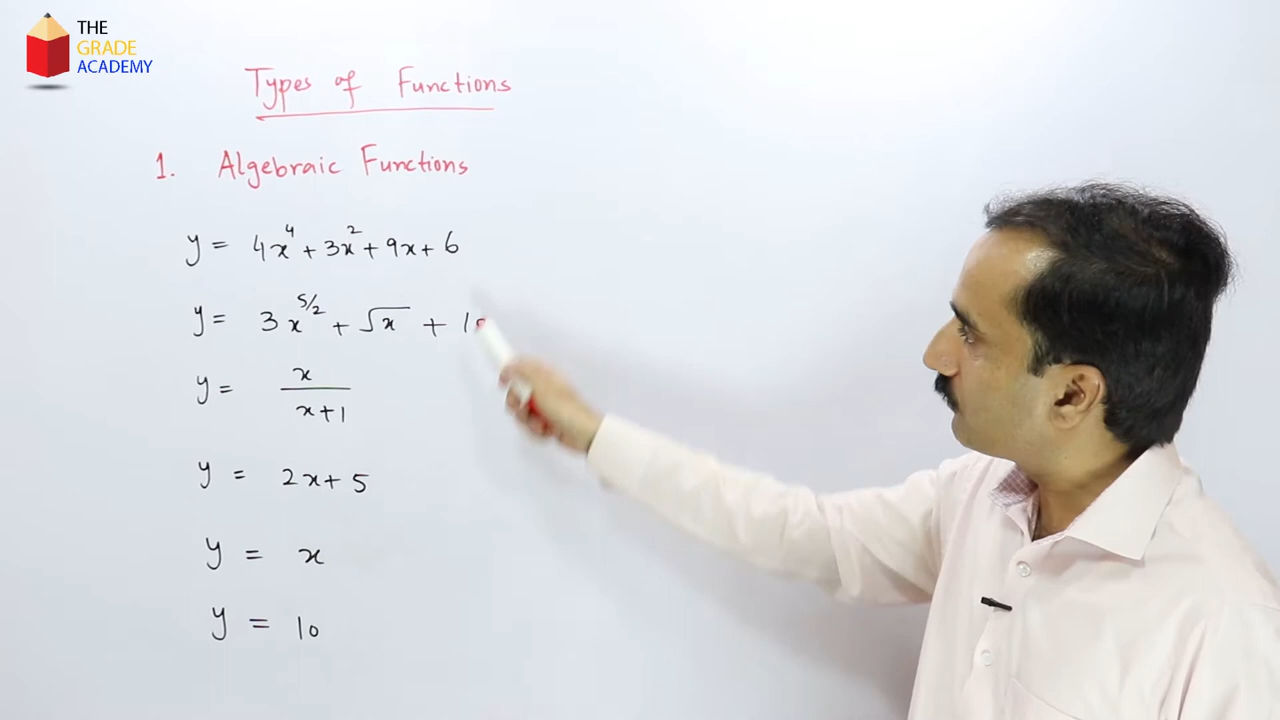 THE
GRADE
ACADEMY
Types of Functions
1. Algebraic Functions
y = 4x⁴ + 3x² + 9x + 6
y = 3x^(5/2) + √x +
y = x/(x+1)
y = 2x + 5
y = x
y = 10